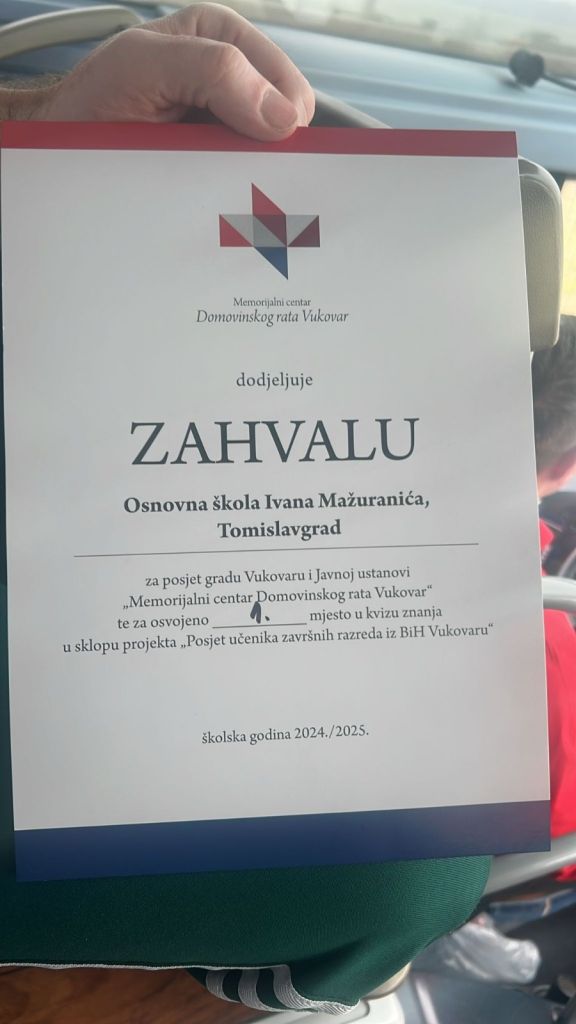 Memorijalni centar
Domovinskog rata Vukovar
dodjeljuje
ZAHVALU
Osnovna škola Ivana Mažuranića,
Tomislavgrad
za posjet gradu Vukovaru i Javnoj ustanovi
„Memorijalni centar Domovinskog rata Vukovar“
te za osvojeno 1. mjesto u kvizu znanja
u sklopu projekta „Posjet učenika završnih razreda iz BiH Vukovaru“
školska godina 2024./2025.